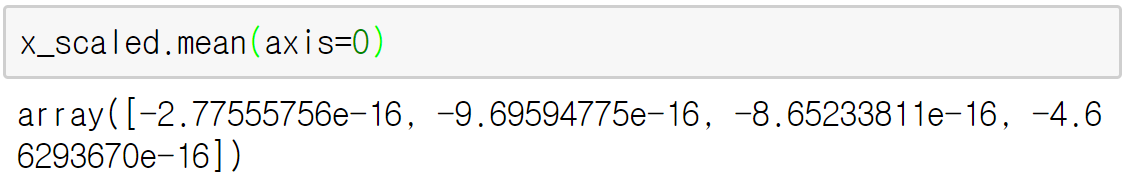 x_scaled.mean(axis=0)
array([-2.77555756e-16, -9.69594775e-16, -8.65233811e-16, -4.6
6293670e-16])